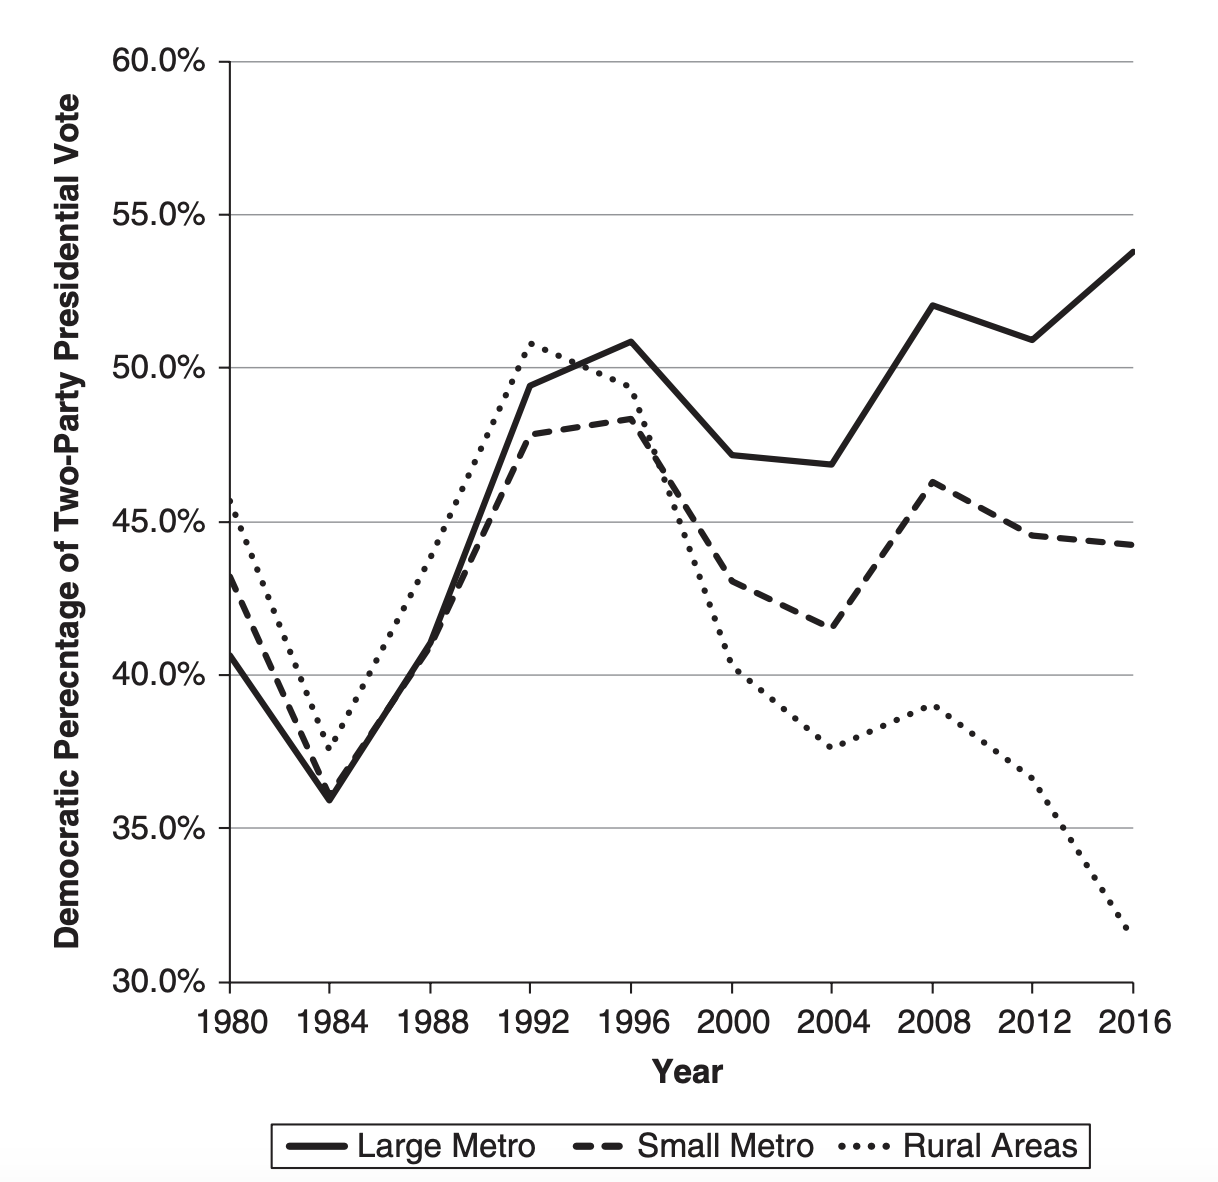 Democratic Perecntage of Two-Party Presidential Vote
60.0%
55.0%
50.0%
45.0%
40.0%
35.0%
30.0%
1980 1984 1988 1992 1996 2000 2004 2008 2012 2016
Year
Large Metro Small Metro Rural Areas